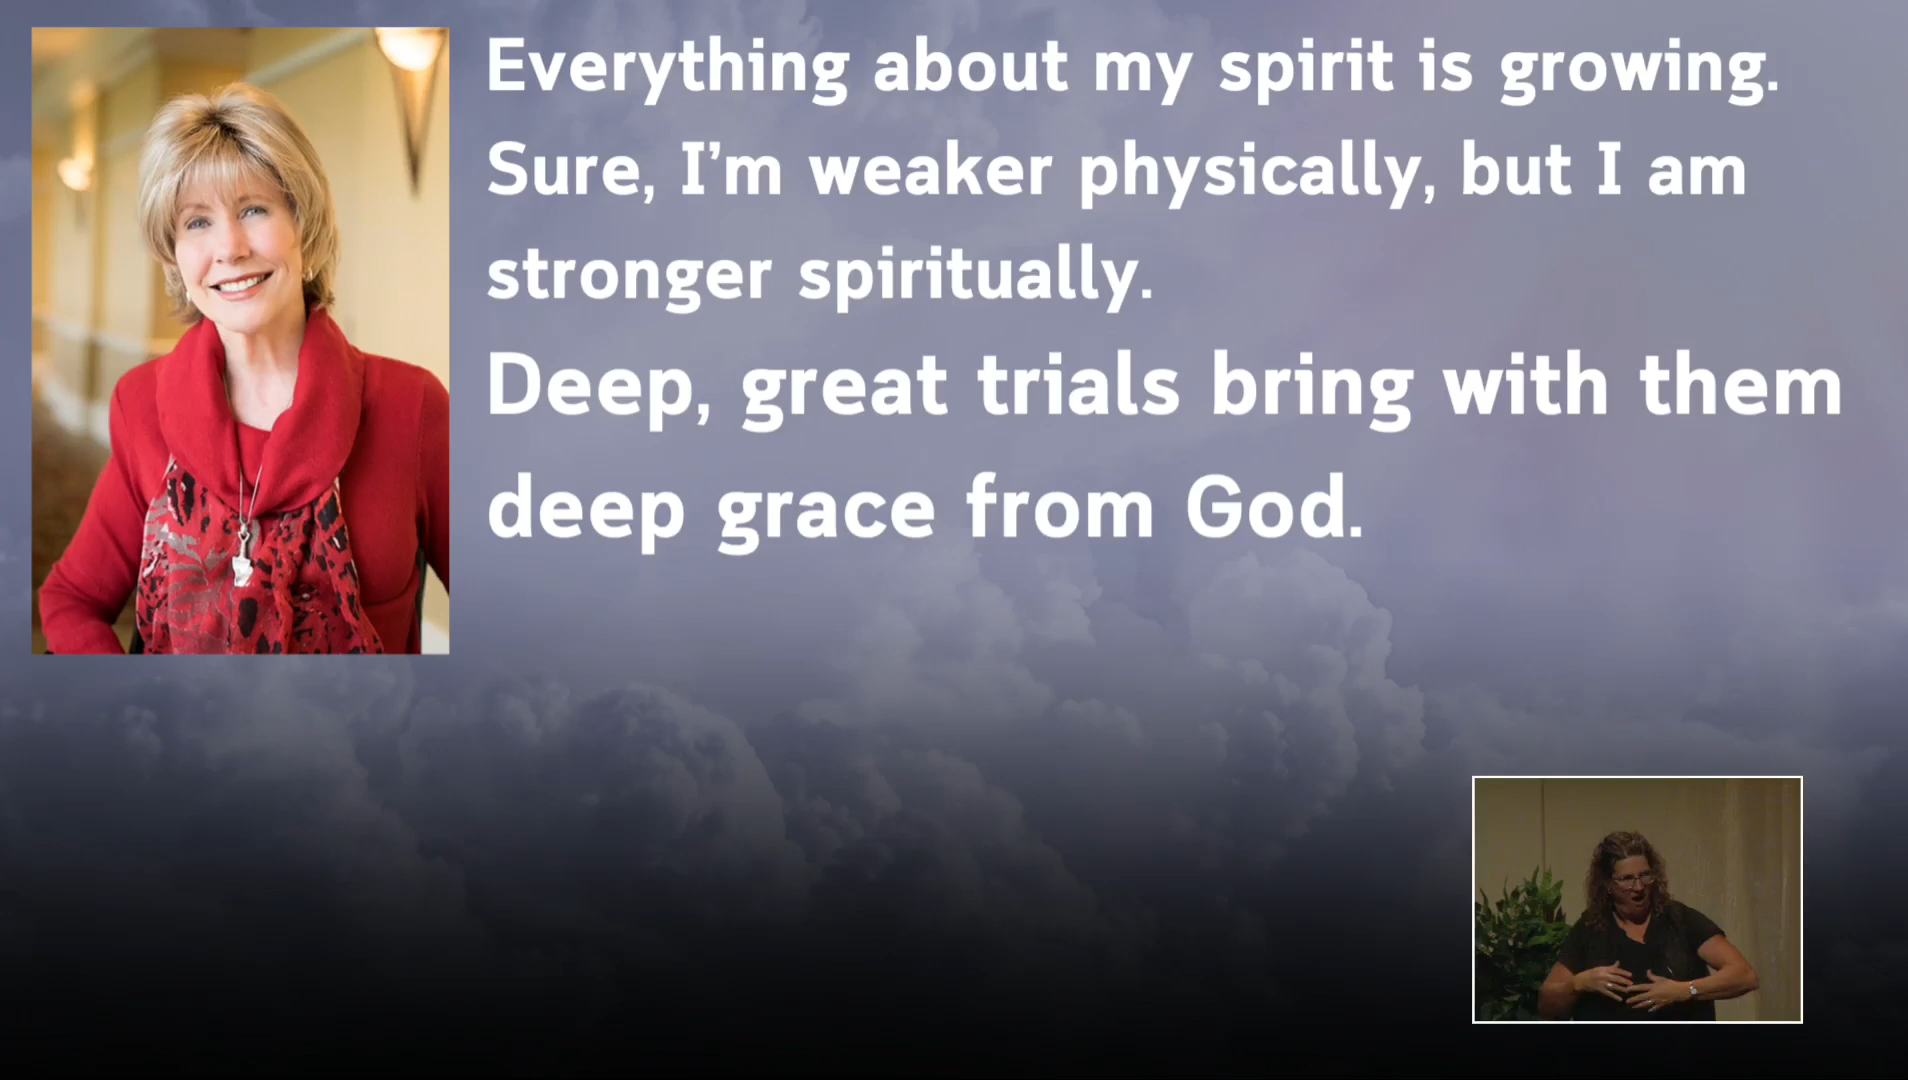 Everything about my spirit is growing.
Sure, I’m weaker physically, but I am
stronger spiritually.
Deep, great trials bring with them
deep grace from God.